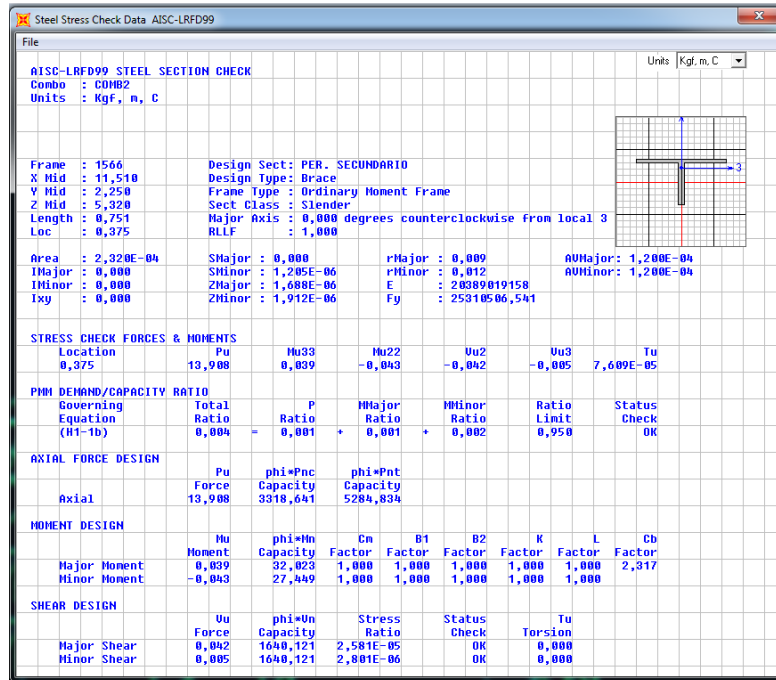 Steel Stress Check Data AISC-LRFD99
File
Units Kgf, m, C
AISC-LRFD99 STEEL SECTION CHECK
Combo : COMB2
Units : Kgf, m, C
3
Frame : 1566 Design Sect: PER. SECUNDARIO
X Mid : 11,510 Design Type: Brace
Y Mid : 2,250 Frame Type : Ordinary Moment Frame
Z Mid : 5,320 Sect Class : Slender
Length : 0,751 Major Axis : 0,000 degrees counterclockwise from local 3
Loc : 0,375 RLLF : 1,000
Area : 2,320E-04 SMajor : 0,000 rMajor : 0,009 AVMajor: 1,200E-04
IMajor : 0,000 SMinor : 1,205E-06 rMinor : 0,012 AVMinor: 1,200E-04
IMinor : 0,000 ZMajor : 1,688E-06 E : 20389019158
Ixy : 0,000 ZMinor : 1,912E-06 Fy : 25310506,541
STRESS CHECK FORCES & MOMENTS
Location Pu Mu33 Mu22 Vu2 Vu3 Tu
0,375 13,908 0,039 -0,043 -0,042 -0,005 7,609E-05
PMM DEMAND/CAPACITY RATIO
Governing Total P MMajor MMinor Ratio Status
Equation Ratio Ratio Ratio Ratio Limit Check
(H1-1b) 0,004 = 0,001 + 0,001 + 0,002 0,950 OK
AXIAL FORCE DESIGN
Pu phi*Pnc phi*Pnt
Force Capacity Capacity
Axial 13,908 3318,641 5284,834
MOMENT DESIGN
Mu phi*Mn Cm B1 B2 K L Cb
Moment Capacity Factor Factor Factor Factor Factor Factor
Major Moment 0,039 32,023 1,000 1,000 1,000 1,000 1,000 2,317
Minor Moment -0,043 27,449 1,000 1,000 1,000 1,000 1,000
SHEAR DESIGN
Vu phi*Vn Stress Status Tu
Force Capacity Ratio Check Torsion
Major Shear 0,042 1640,121 2,581E-05 OK 0,000
Minor Shear 0,005 1640,121 2,801E-06 OK 0,000